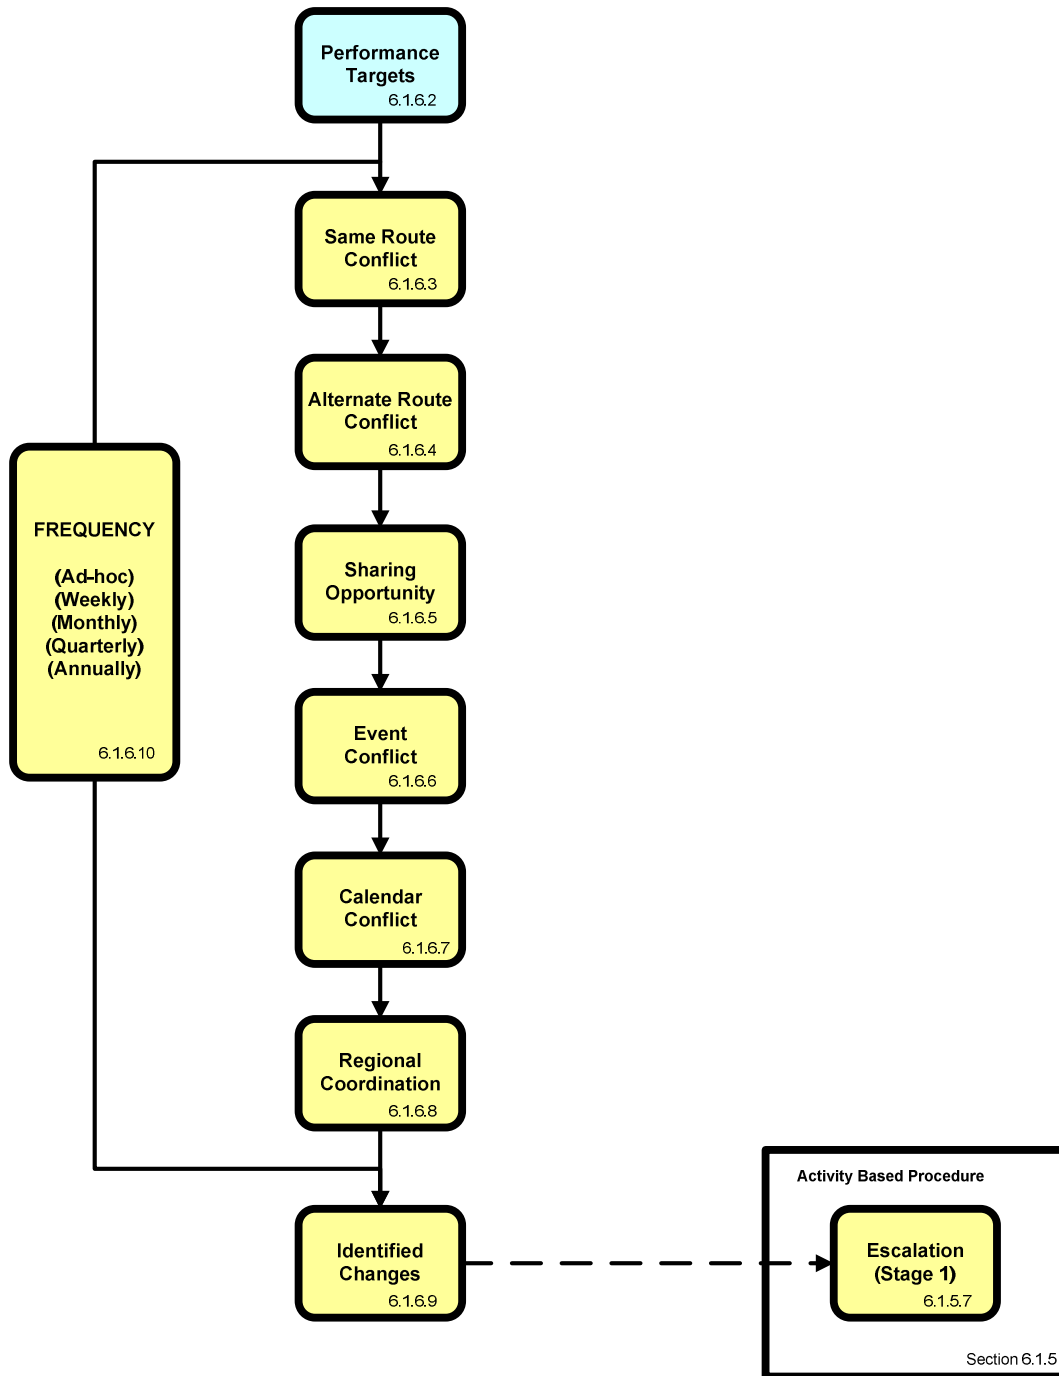 Performance
Targets
6.1.6.2
Same Route
Conflict
6.1.6.3
Alternate Route
Conflict
6.1.6.4
FREQUENCY
(Ad-hoc)
(Weekly)
(Monthly)
(Quarterly)
(Annually)
6.1.6.10
Sharing
Opportunity
6.1.6.5
Event
Conflict
6.1.6.6
Calendar
Conflict
6.1.6.7
Regional
Coordination
6.1.6.8
Identified
Changes
6.1.6.9
Activity Based Procedure
Escalation
(Stage 1)
6.1.5.7
Section 6.1.5